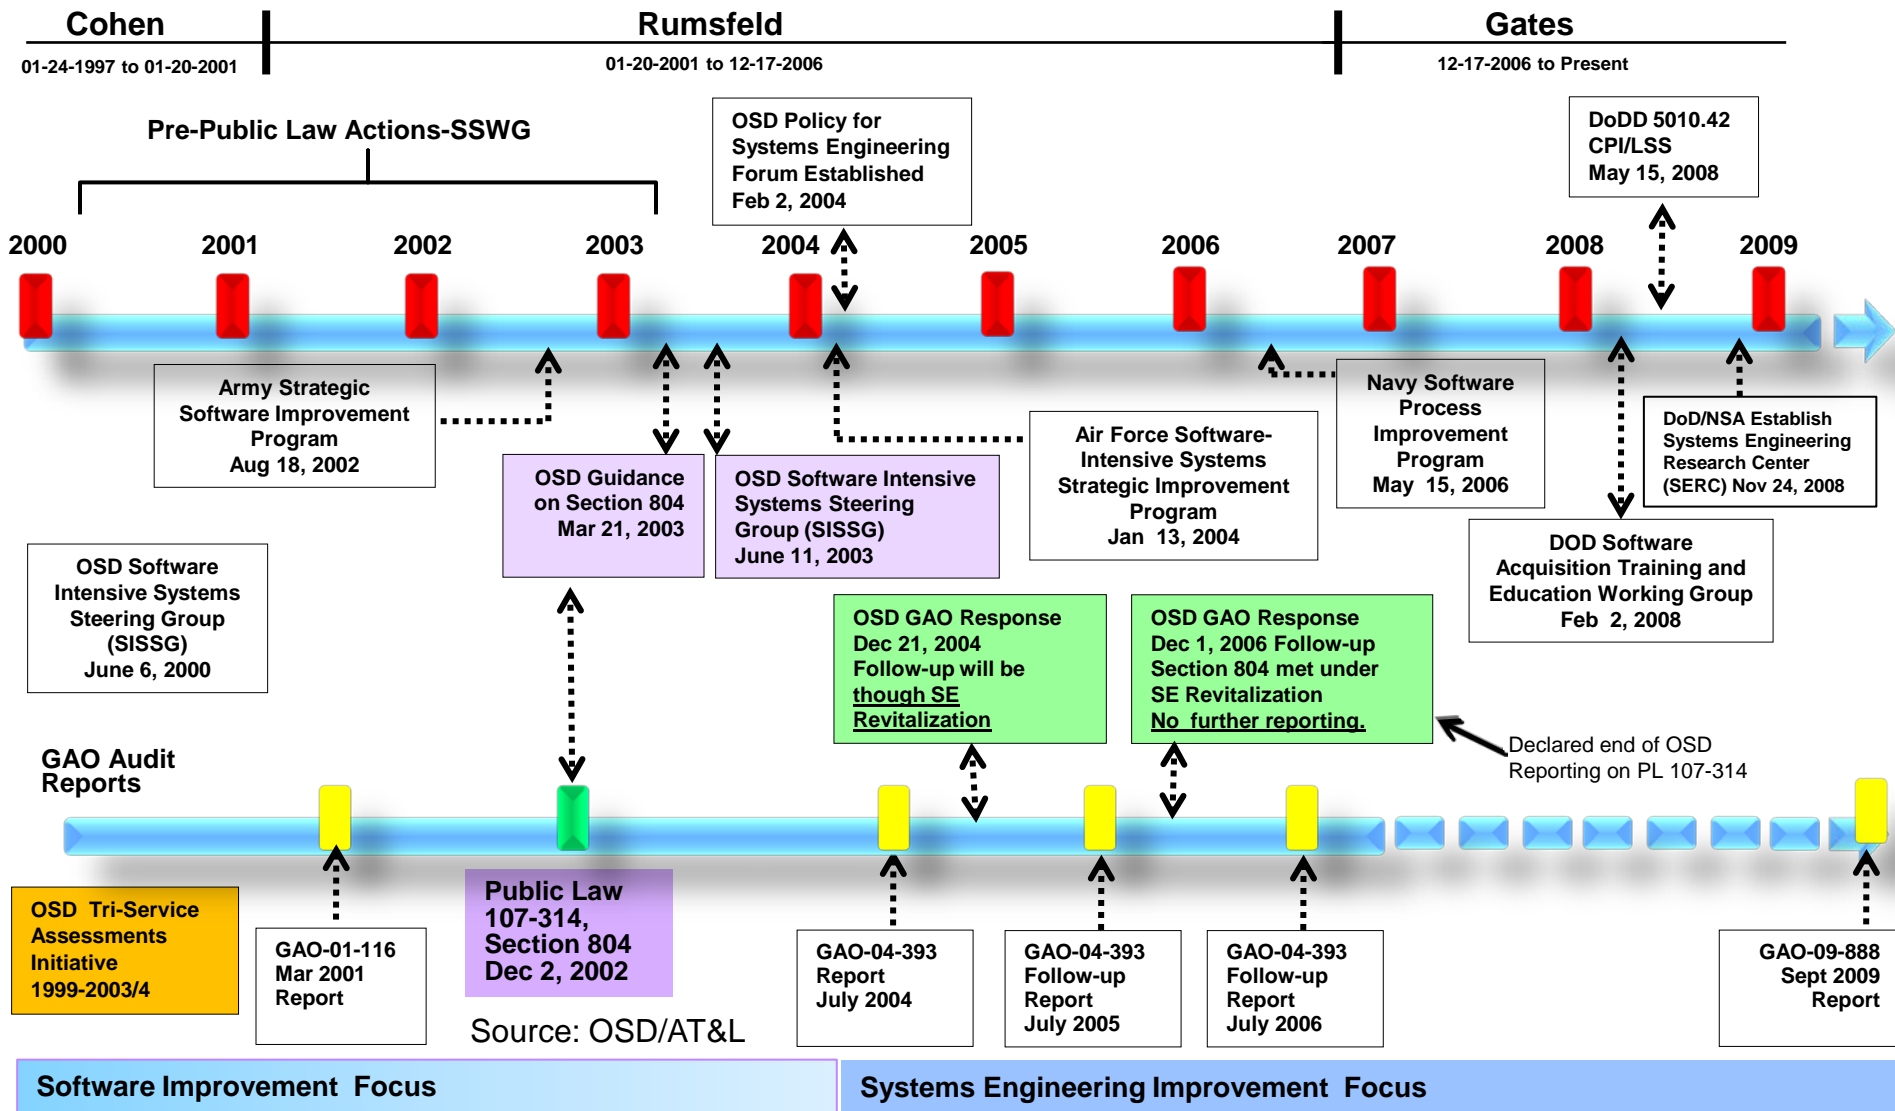 Cohen
Rumsfeld
Gates
01-24-1997 to 01-20-2001
01-20-2001 to 12-17-2006
12-17-2006 to Present
Pre-Public Law Actions-SSWG
OSD Policy for
Systems Engineering
Forum Established
Feb 2, 2004
DoDD 5010.42
CPI/LSS
May 15, 2008
2000
2001
2002
2003
2004
2005
2006
2007
2008
2009
Army Strategic
Software Improvement
Program
Aug 18, 2002
OSD Guidance
on Section 804
Mar 21, 2003
OSD Software Intensive
Systems Steering
Group (SISSG)
June 11, 2003
Air Force Software-
Intensive Systems
Strategic Improvement
Program
Jan 13, 2004
Navy Software
Process
Improvement
Program
May 15, 2006
DoD/NSA Establish
Systems Engineering
Research Center
(SERC) Nov 24, 2008
DOD Software
Acquisition Training and
Education Working Group
Feb 2, 2008
OSD Software
Intensive Systems
Steering Group
(SISSG)
June 6, 2000
OSD GAO Response
Dec 21, 2004
Follow-up will be
though SE
Revitalization
OSD GAO Response
Dec 1, 2006 Follow-up
Section 804 met under
SE Revitalization
No further reporting.
Declared end of OSD
Reporting on PL 107-314
GAO Audit
Reports
OSD Tri-Service
Assessments
Initiative
1999-2003/4
GAO-01-116
Mar 2001
Report
Public Law
107-314,
Section 804
Dec 2, 2002
GAO-04-393
Report
July 2004
GAO-04-393
Follow-up
Report
July 2005
GAO-04-393
Follow-up
Report
July 2006
GAO-09-888
Sept 2009
Report
Source: OSD/AT&L
Software Improvement Focus
Systems Engineering Improvement Focus